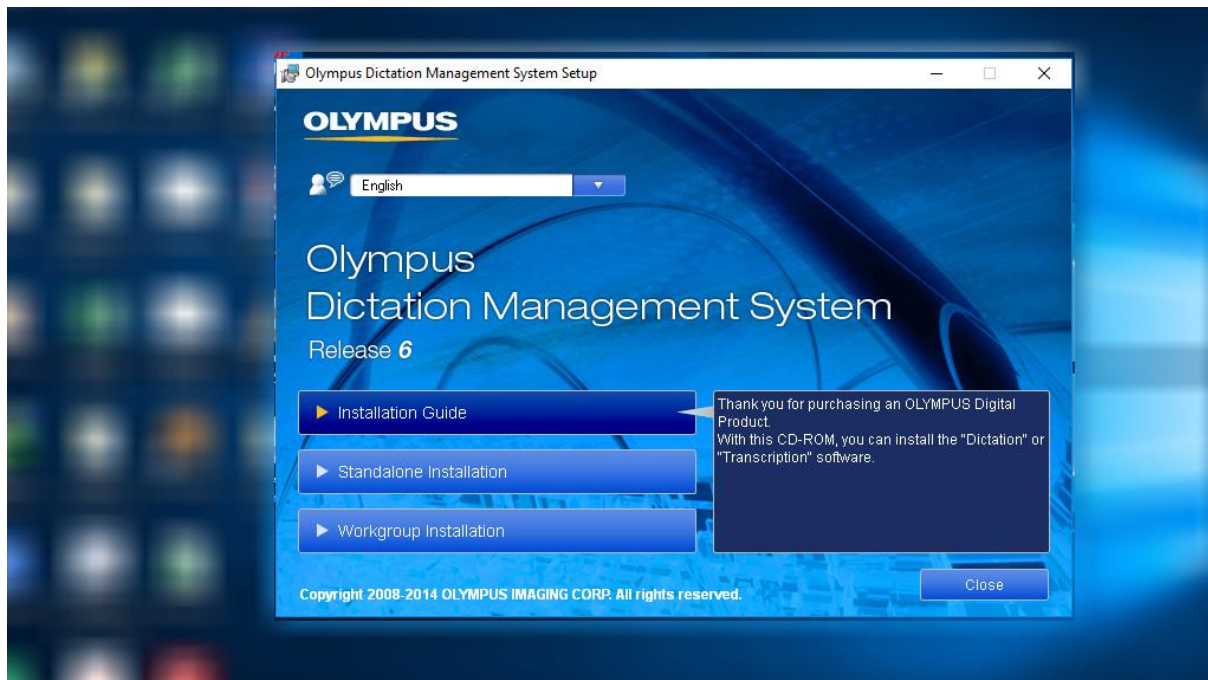 Olympus Dictation Management System Setup
OLYMPUS
English
Olympus
Dictation Management System
Release 6
Installation Guide
Thank you for purchasing an OLYMPUS Digital
Product.
With this CD-ROM, you can install the "Dictation" or
"Transcription" software.
Standalone Installation
Workgroup Installation
Close
Copyright 2008-2014 OLYMPUS IMAGING CORP. All rights reserved.